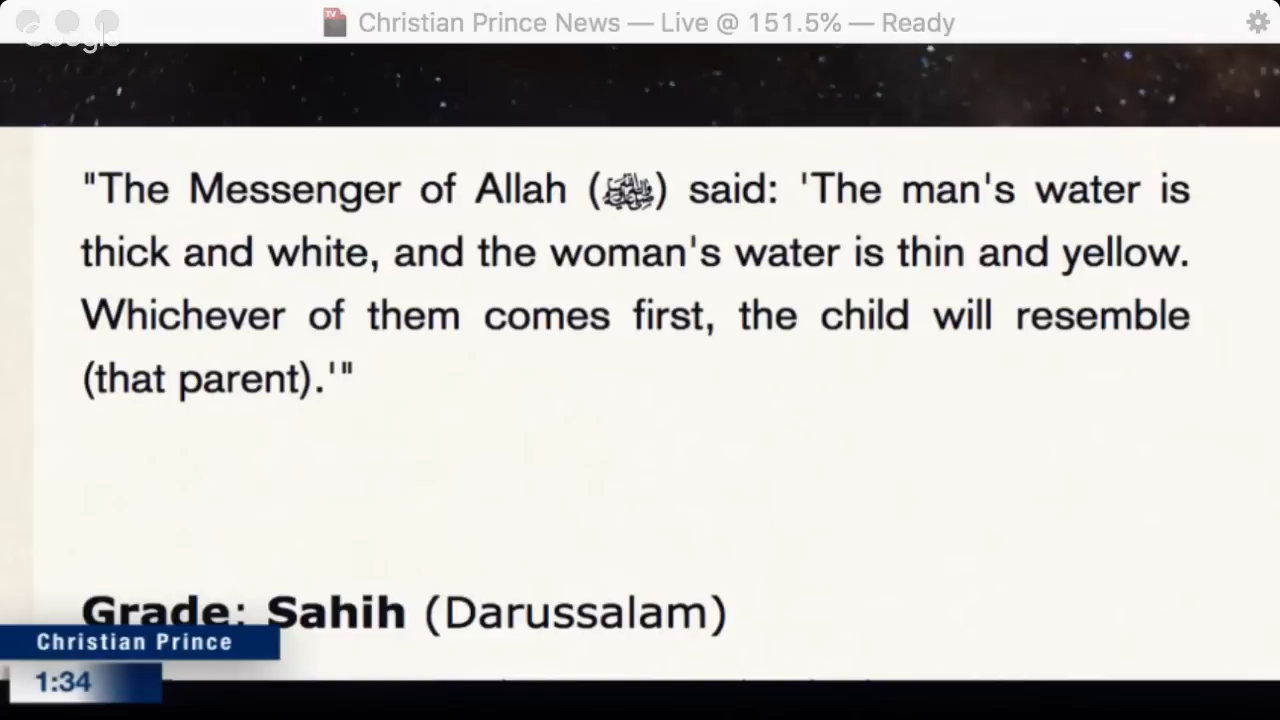 Google
TV
Christian Prince News — Live @ 151.5% — Ready
"The Messenger of Allah (ﷺ) said: 'The man's water is
thick and white, and the woman's water is thin and yellow.
Whichever of them comes first, the child will resemble
(that parent).'"
Grade: Sahih (Darussalam)
Christian Prince
1:34